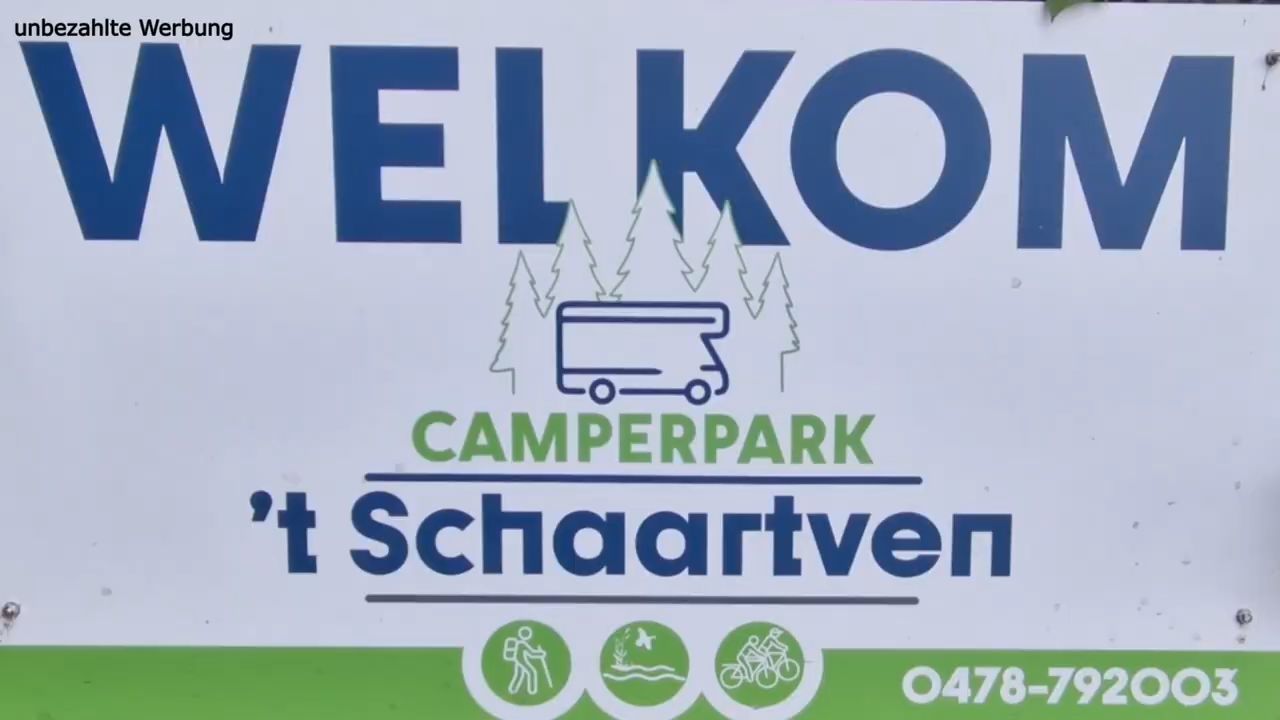 unbezahlte Werbung
WELKOM
CAMPERPARK
't Schaartven
0478-792003